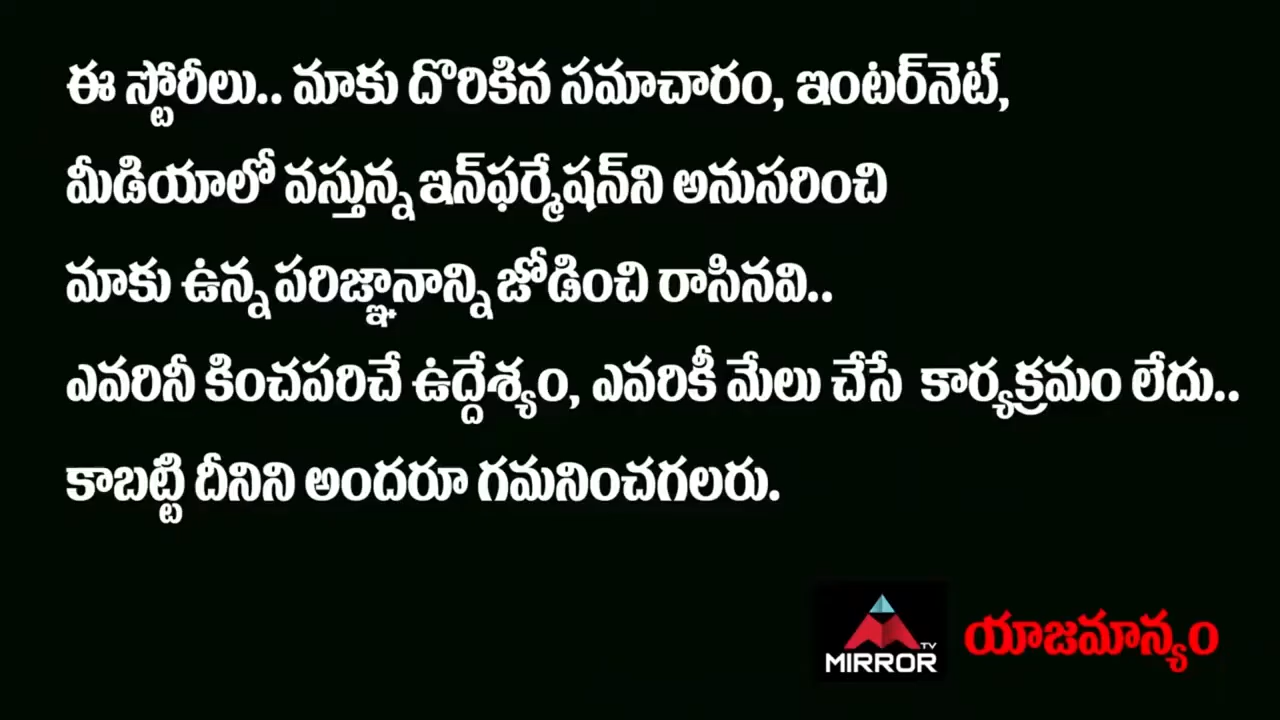 ఈ స్టోరీలు.. మాకు దొరికిన సమాచారం, ఇంటర్‌నెట్,
మీడియాలో వస్తున్న ఇన్‌ఫర్మేషన్‌ని అనుసరించి
మాకు ఉన్న పరిజ్ఞానాన్ని జోడించి రాసినవి..
ఎవరినీ కించపరిచే ఉద్దేశ్యం, ఎవరికీ మేలు చేసే కార్యక్రమం లేదు..
కాబట్టి దీనిని అందరూ గమనించగలరు.
TV
MIRROR
యాజమాన్యం